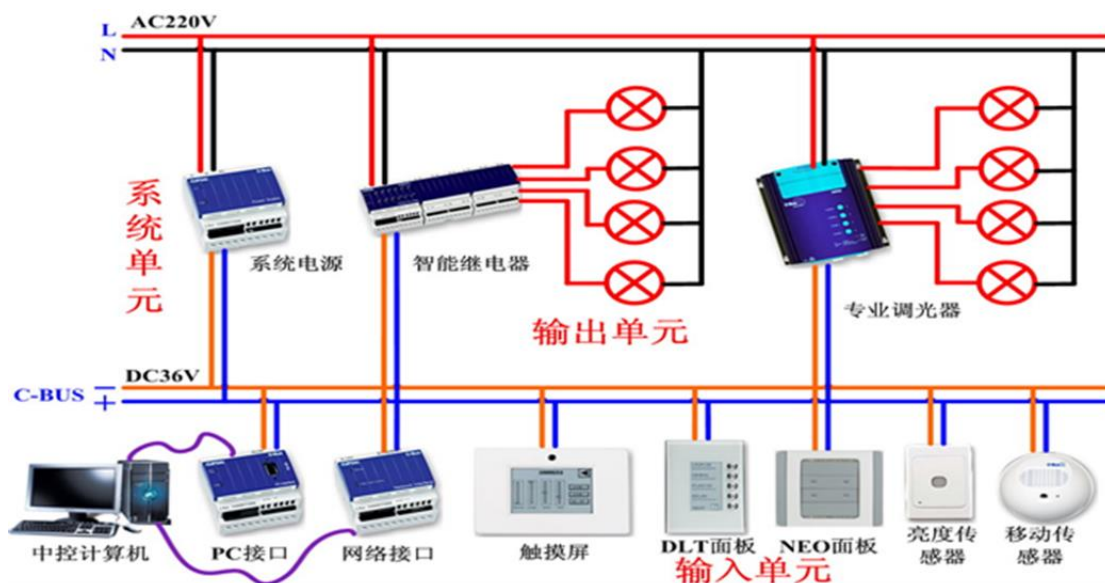 L
AC220V
N
系统单元
系统电源
智能继电器
输出单元
专业调光器
DC36V
C-BUS
—
+
中控计算机
PC接口
网络接口
触摸屏
DLT面板
NEO面板
亮度传
感器
移动传
感器
输入单元